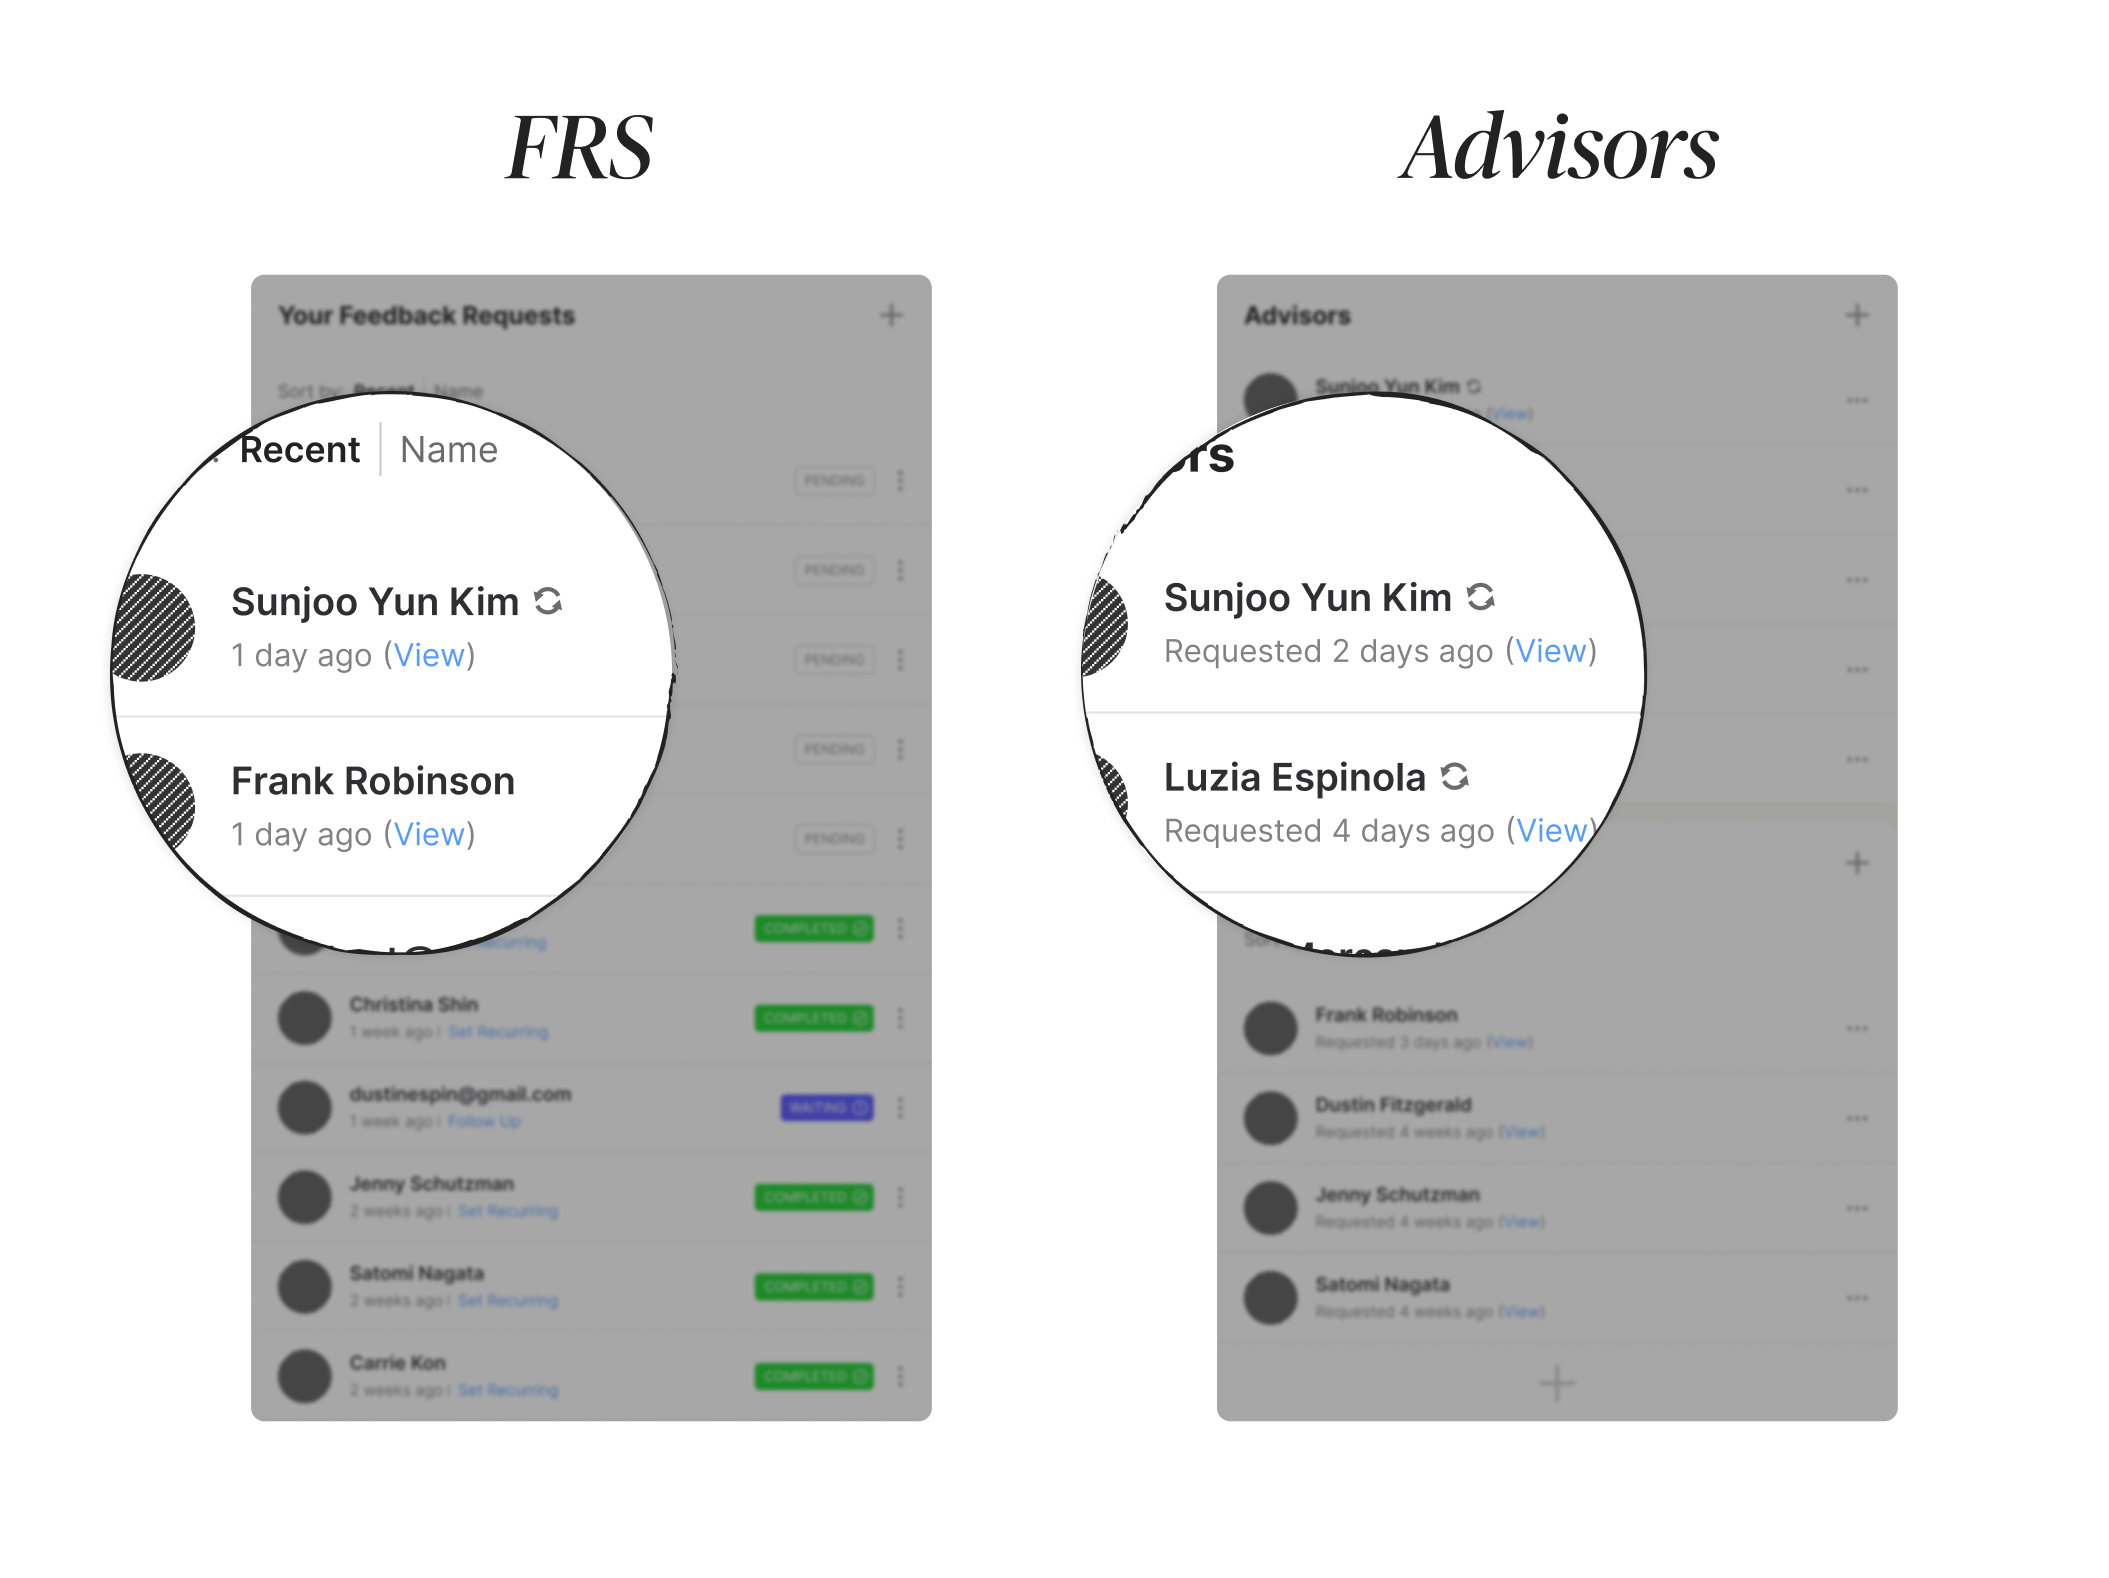 FRS
Your Feedback Requests
Sort by: Recent | Name
Recent | Name
PENDING
PENDING
Sunjoo Yun Kim
1 day ago (View)
PENDING
PENDING
Frank Robinson
1 day ago (View)
PENDING
COMPLETED
Christina Shin
1 week ago | Set Recurring
COMPLETED
dustinespin@gmail.com
1 week ago | Follow Up
WAITING
Jenny Schutzman
2 weeks ago | Set Recurring
COMPLETED
Satomi Nagata
2 weeks ago | Set Recurring
COMPLETED
Carrie Kon
2 weeks ago | Set Recurring
COMPLETED
Advisors
Advisors
Sunjoo Yun Kim
(View)
Sunjoo Yun Kim
Requested 2 days ago (View)
Luzia Espinola
Requested 4 days ago (View)
Frank Robinson
Requested 3 days ago (View)
Dustin Fitzgerald
Requested 4 weeks ago (View)
Jenny Schutzman
Requested 4 weeks ago (View)
Satomi Nagata
Requested 4 weeks ago (View)